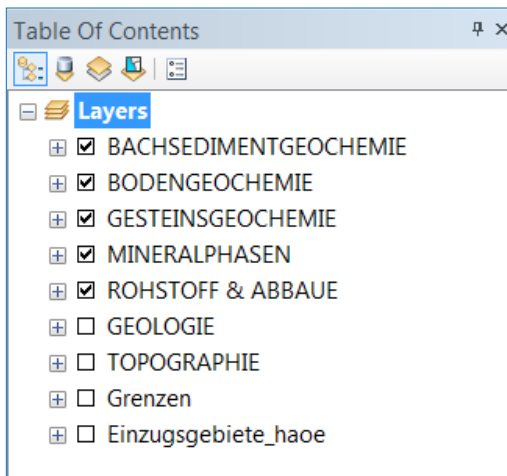 Table Of Contents
Layers
BACHSEDIMENTGEOCHEMIE
BODENGEOCHEMIE
GESTEINSGEOCHEMIE
MINERALPHASEN
ROHSTOFF & ABBAUE
GEOLOGIE
TOPOGRAPHIE
Grenzen
Einzugsgebiete_haoe